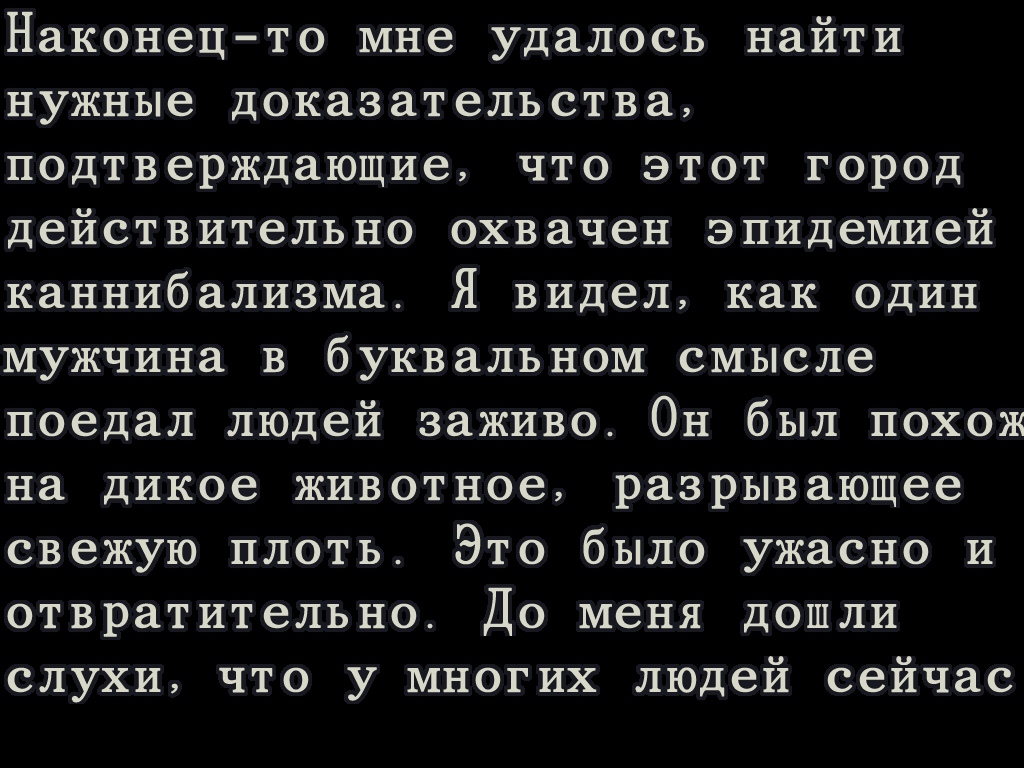 Наконец-то мне удалось найти
нужные доказательства,
подтверждающие, что этот город
действительно охвачен эпидемией
каннибализма. Я видел, как один
мужчина в буквальном смысле
поедал людей заживо. Он был похож
на дикое животное, разрывающее
свежую плоть. Это было ужасно и
отвратительно. До меня дошли
слухи, что у многих людей сейчас